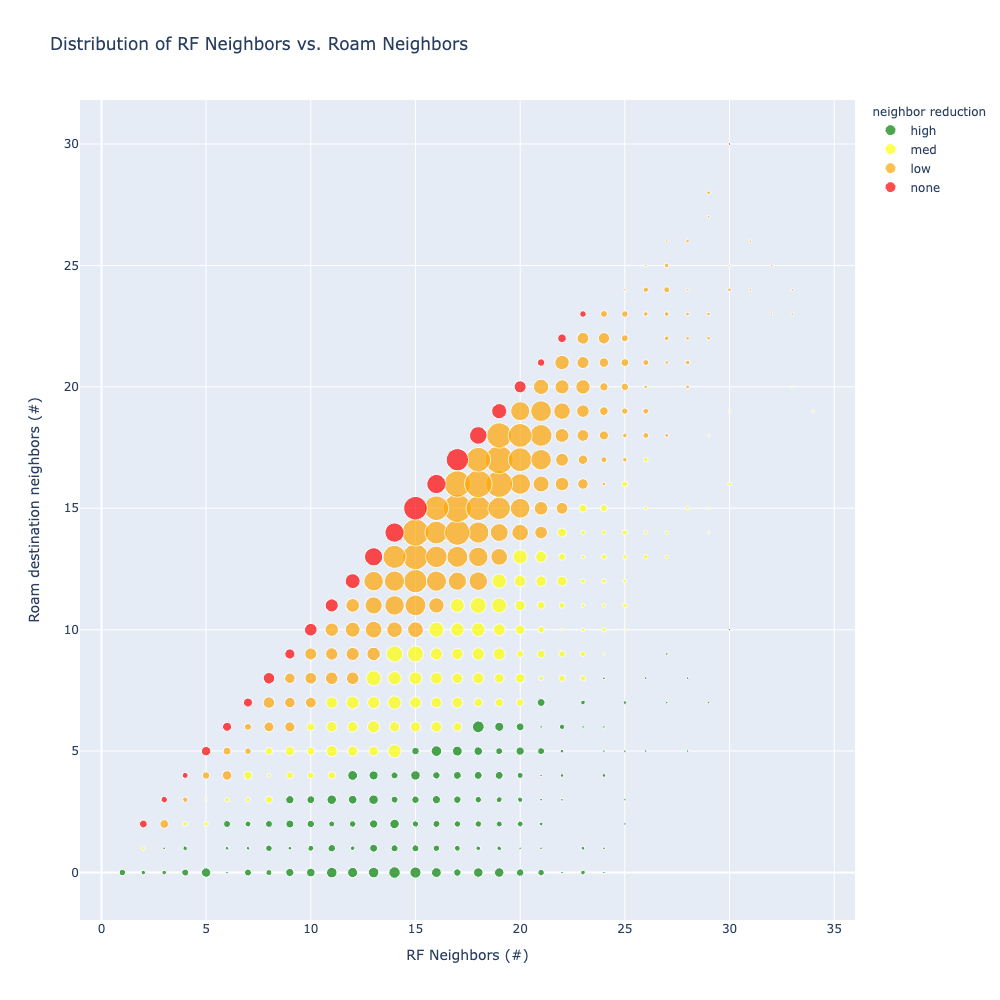 Distribution of RF Neighbors vs. Roam Neighbors
neighbor reduction
high
med
low
none
Roam destination neighbors (#)
30
25
20
15
10
5
0
0 5 10 15 20 25 30 35
RF Neighbors (#)